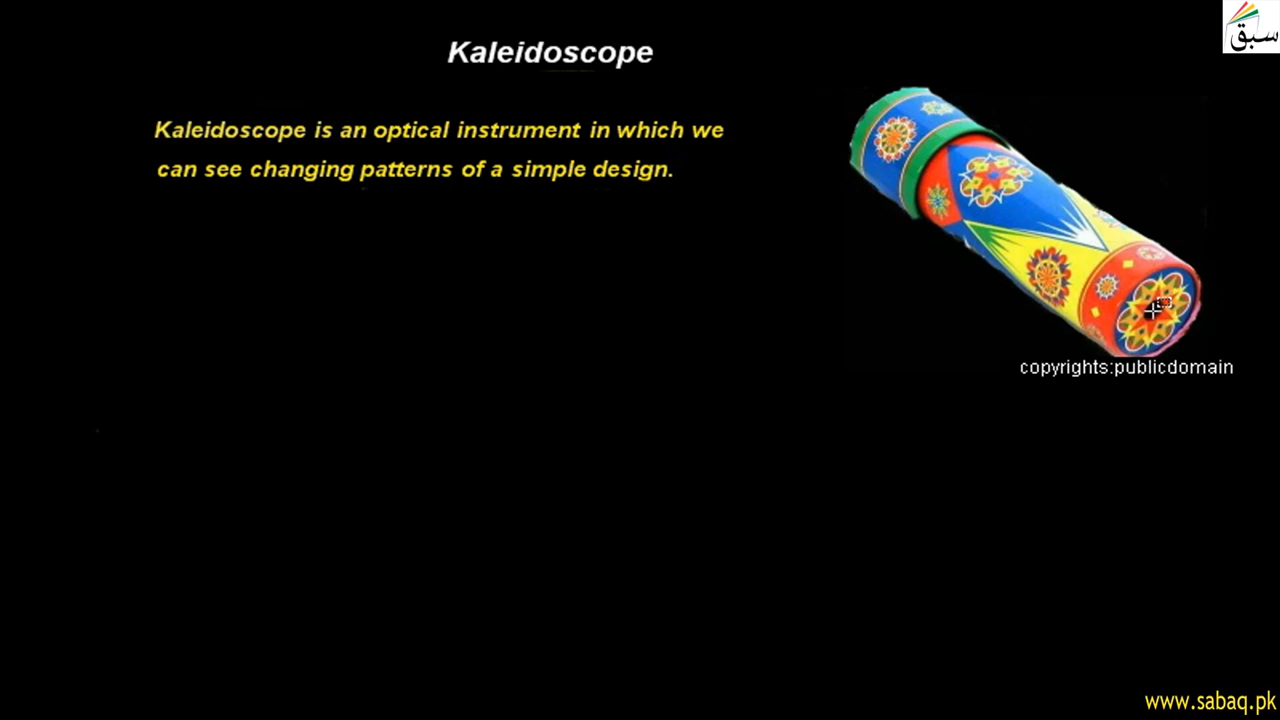 سبق
Kaleidoscope
Kaleidoscope is an optical instrument in which we
can see changing patterns of a simple design.
copyrights:publicdomain
www.sabaq.pk